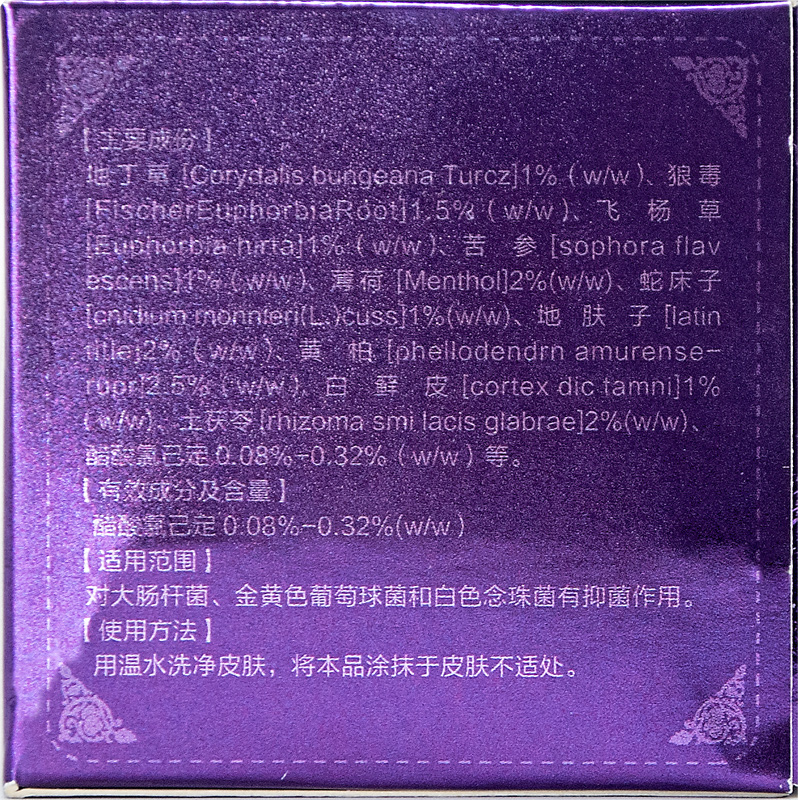 【主要成份】
地丁草 [Corydalis bungeana Turcz]1%（w/w）、狼毒
[FischerEuphorbiaRoot]1.5%（w/w）、飞 杨 草
[Euphorbia hirta]1%（w/w）、苦 参 [sophora flav
escens]1%（w/w）、薄荷 [Menthol]2%(w/w)、蛇床子
[cnidium monnferi(L.)cuss]1%(w/w)、地 肤 子 [latin
title]2%（w/w）、黄 柏 [phellodendrn amurense-
rupr]2.5%（w/w）、白 鲜 皮 [cortex dic tamni]1%
(w/w)、土茯苓 [rhizoma smi lacis glabrae]2%(w/w)、
醋酸氯己定 0.08%-0.32%（w/w）等。
【有效成分及含量】
醋酸氯己定 0.08%-0.32%(w/w)
【适用范围】
对大肠杆菌、金黄色葡萄球菌和白色念珠菌有抑菌作用。
【使用方法】
用温水洗净皮肤，将本品涂抹于皮肤不适处。